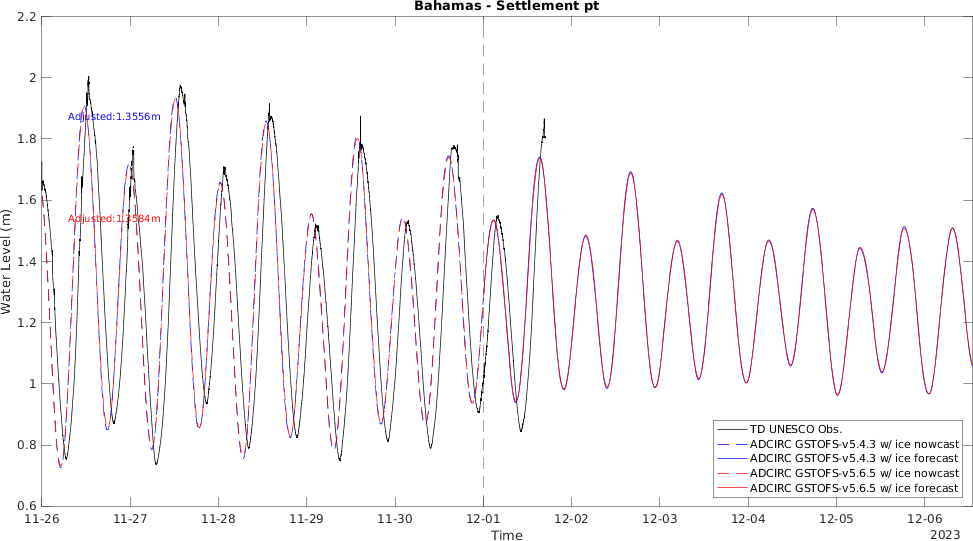 Bahamas - Settlement pt
2.2
2
1.8
1.6
1.4
1.2
1
0.8
0.6
Water Level (m)
Adjusted:1.3556m
Adjusted:1.3584m
TD UNESCO Obs.
ADCIRC GSTOFS-v5.4.3 w/ ice nowcast
ADCIRC GSTOFS-v5.4.3 w/ ice forecast
ADCIRC GSTOFS-v5.6.5 w/ ice nowcast
ADCIRC GSTOFS-v5.6.5 w/ ice forecast
11-26 11-27 11-28 11-29 11-30 12-01 12-02 12-03 12-04 12-05 12-06
Time 2023